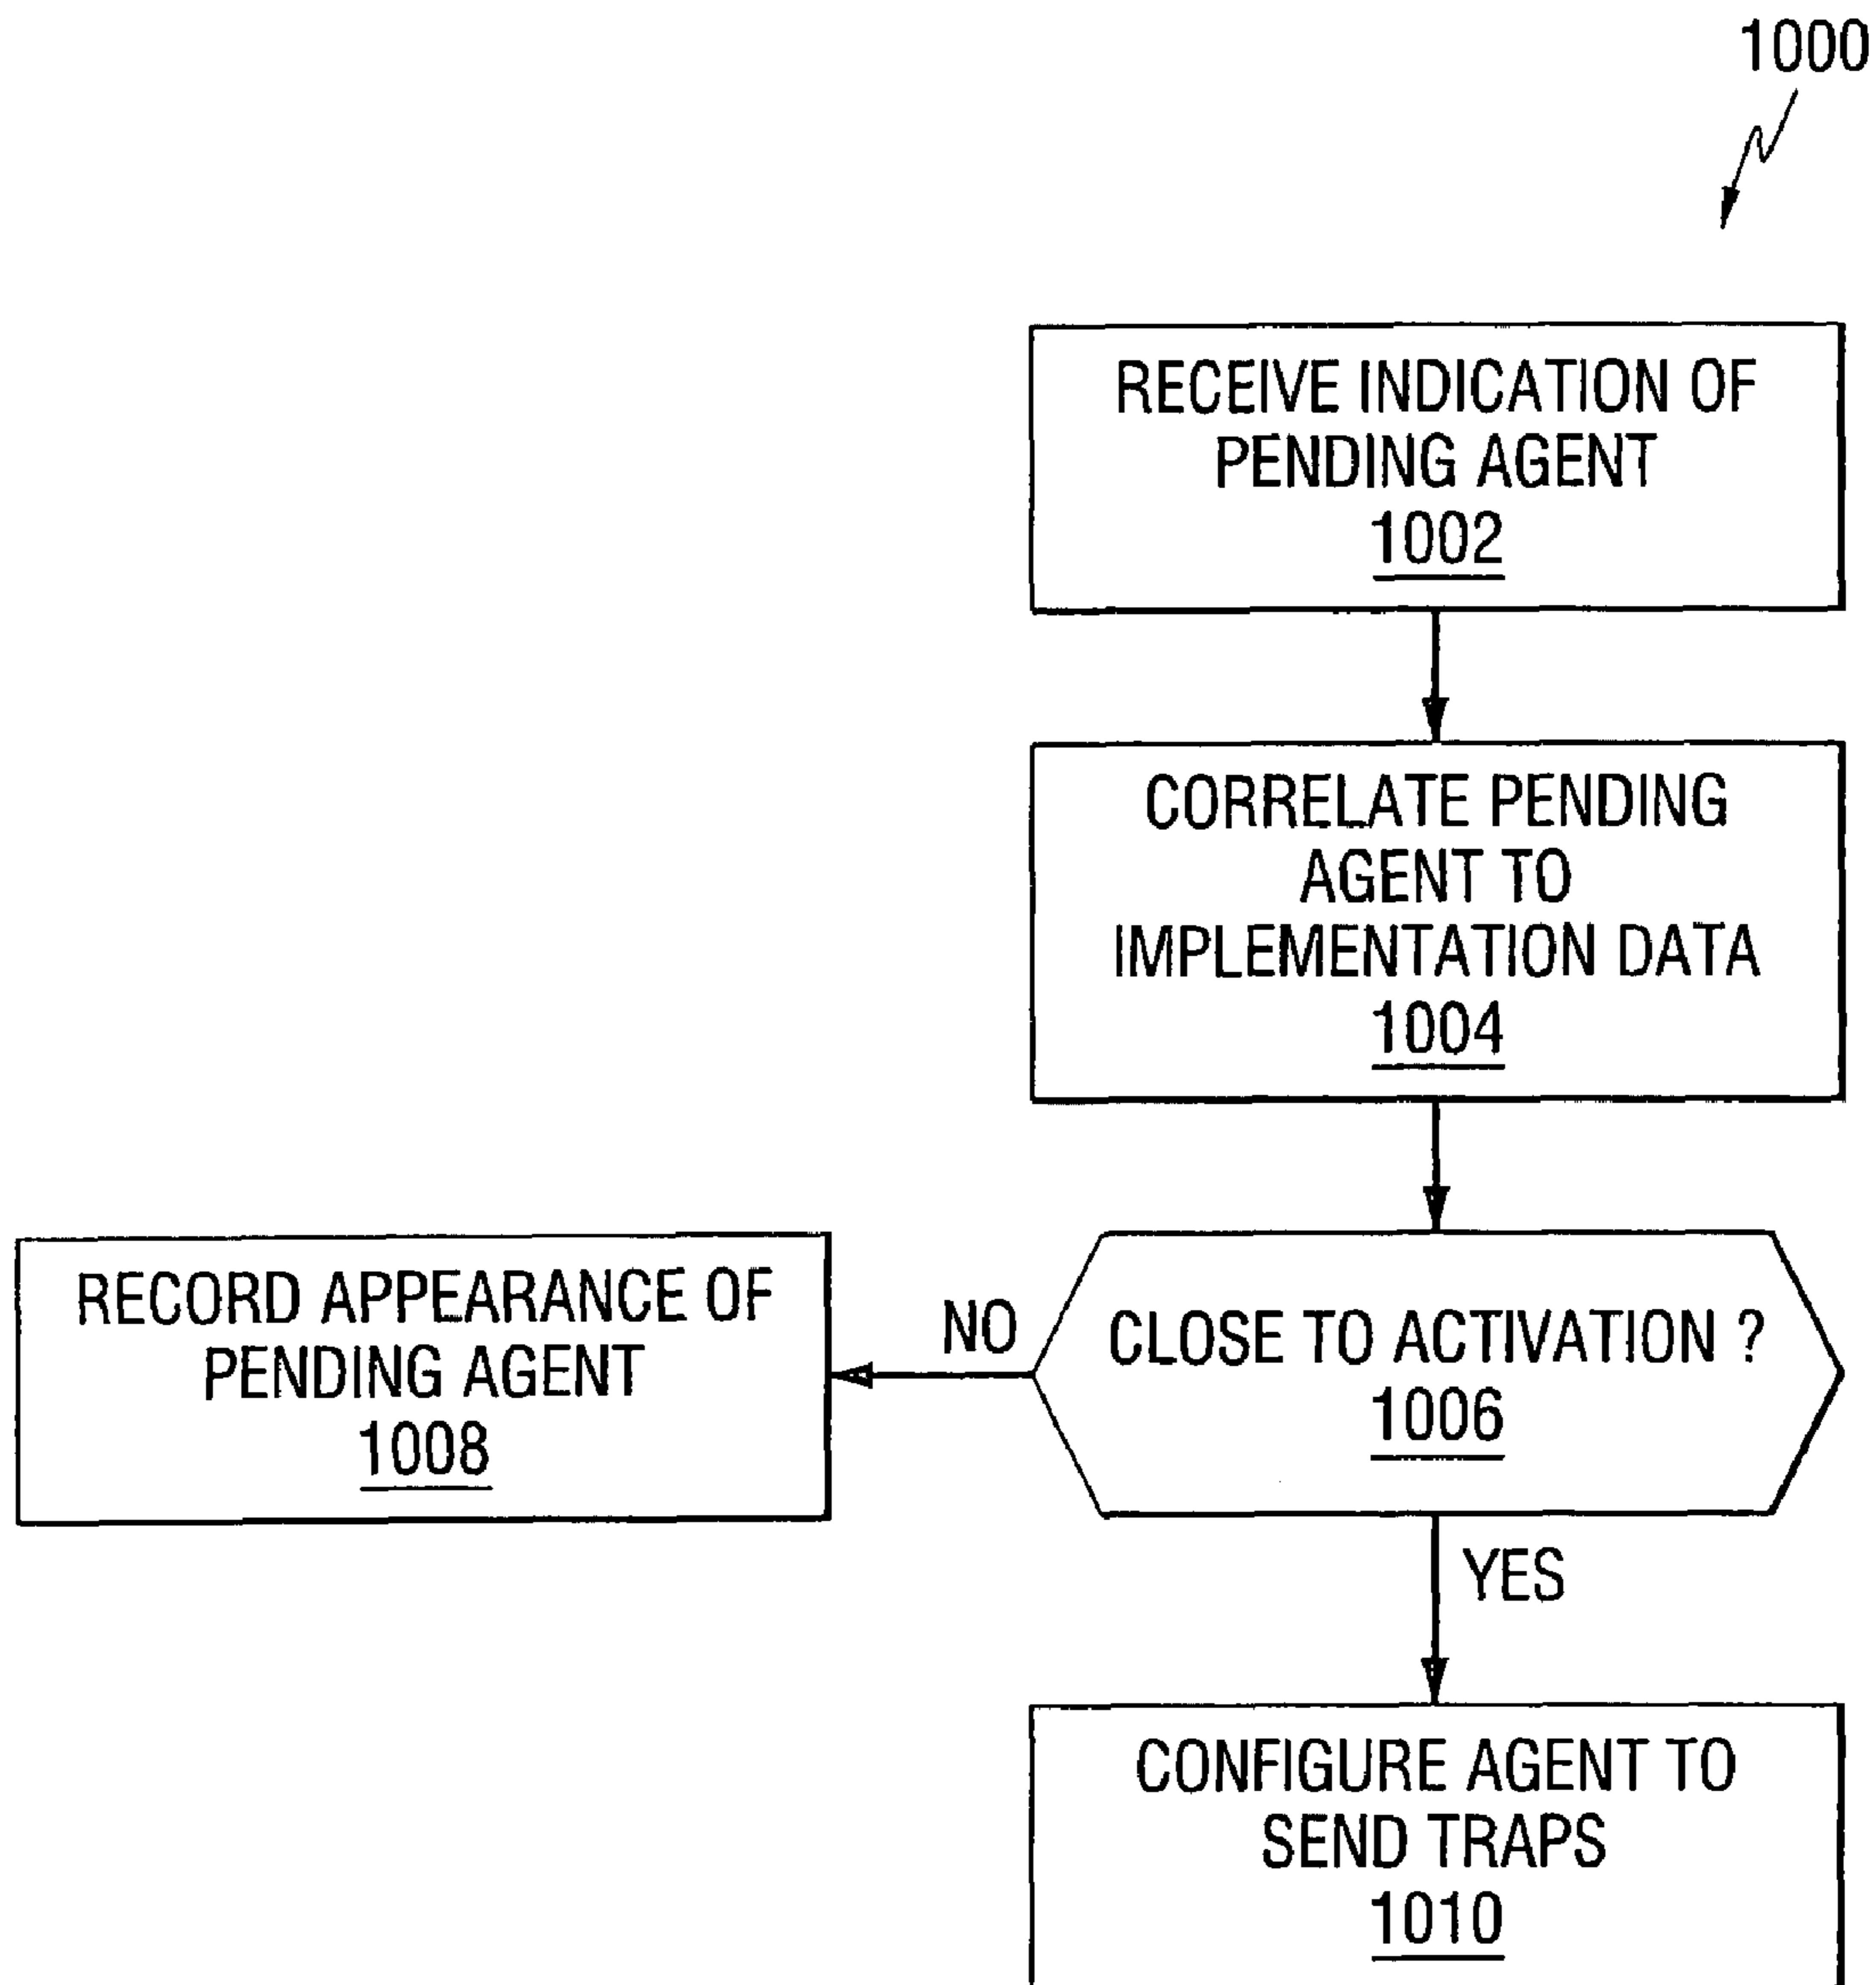 1000
RECEIVE INDICATION OF
PENDING AGENT
1002
CORRELATE PENDING
AGENT TO
IMPLEMENTATION DATA
1004
CLOSE TO ACTIVATION ?
1006
NO
RECORD APPEARANCE OF
PENDING AGENT
1008
YES
CONFIGURE AGENT TO
SEND TRAPS
1010